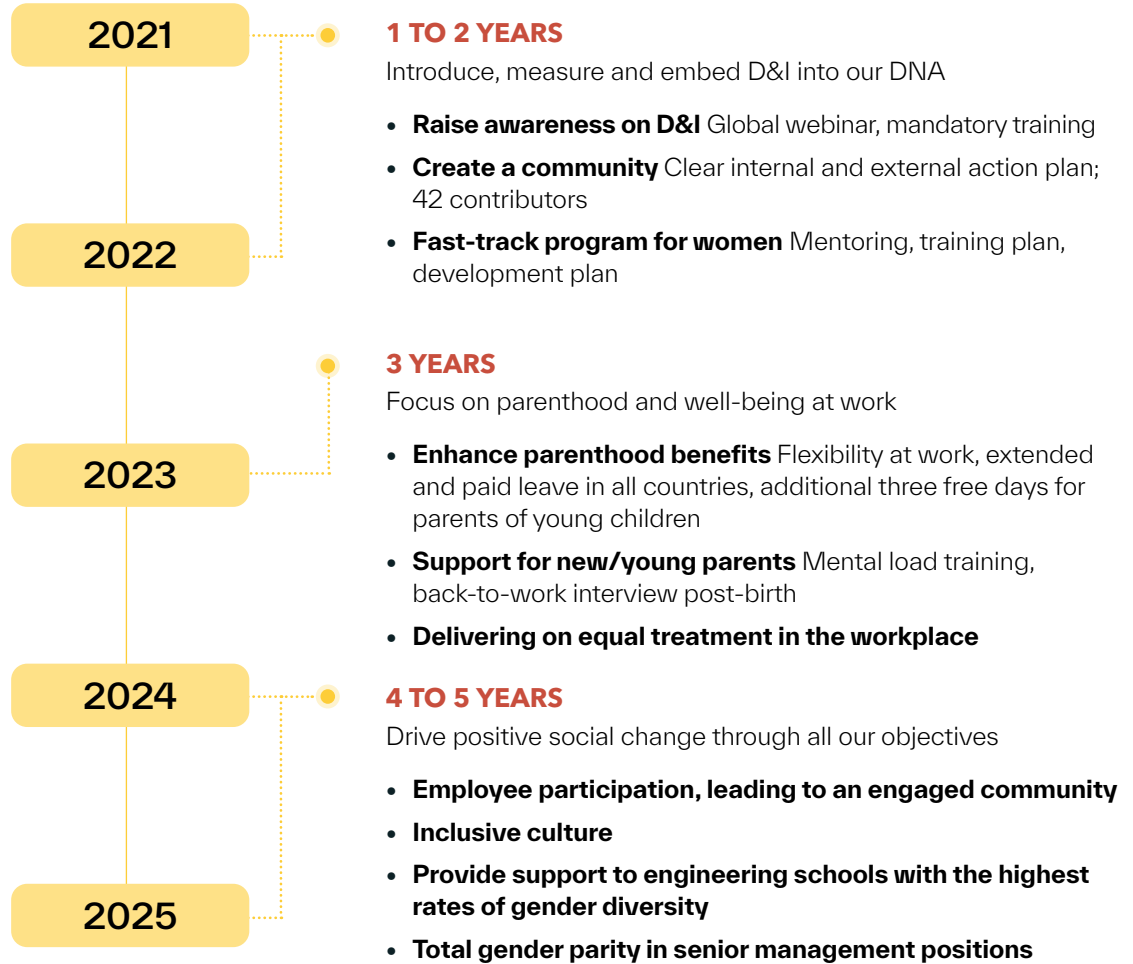 2021
1 TO 2 YEARS
Introduce, measure and embed D&I into our DNA
• Raise awareness on D&I Global webinar, mandatory training
• Create a community Clear internal and external action plan;
42 contributors
2022
• Fast-track program for women Mentoring, training plan,
development plan
3 YEARS
Focus on parenthood and well-being at work
2023
• Enhance parenthood benefits Flexibility at work, extended
and paid leave in all countries, additional three free days for
parents of young children
• Support for new/young parents Mental load training,
back-to-work interview post-birth
• Delivering on equal treatment in the workplace
2024
4 TO 5 YEARS
Drive positive social change through all our objectives
• Employee participation, leading to an engaged community
• Inclusive culture
• Provide support to engineering schools with the highest
rates of gender diversity
2025
• Total gender parity in senior management positions